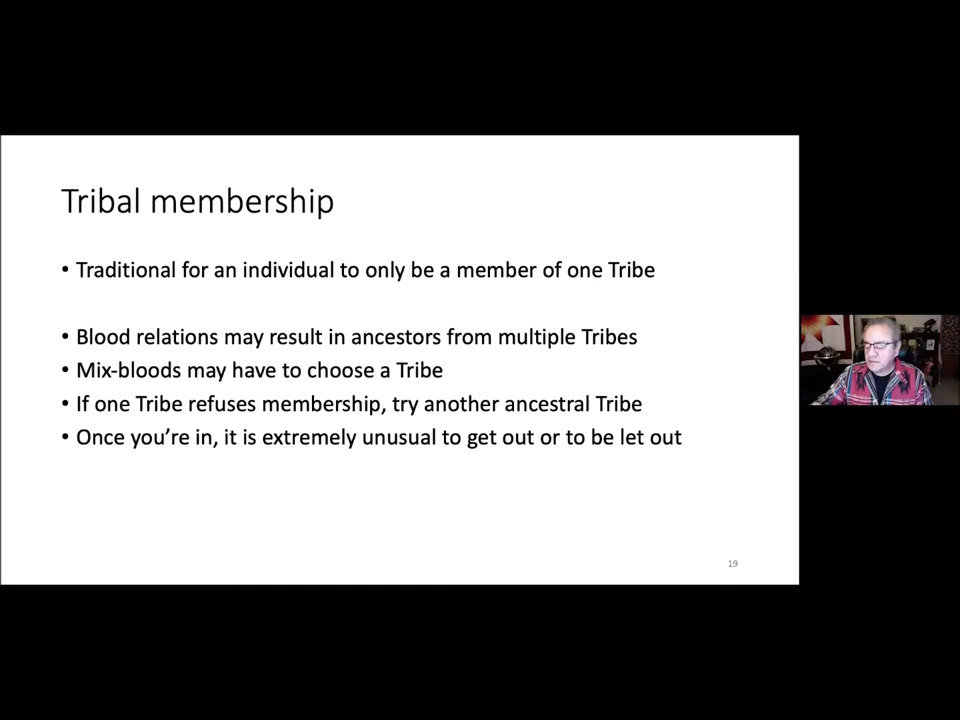 Tribal membership
• Traditional for an individual to only be a member of one Tribe
• Blood relations may result in ancestors from multiple Tribes
• Mix-bloods may have to choose a Tribe
• If one Tribe refuses membership, try another ancestral Tribe
• Once you’re in, it is extremely unusual to get out or to be let out
19